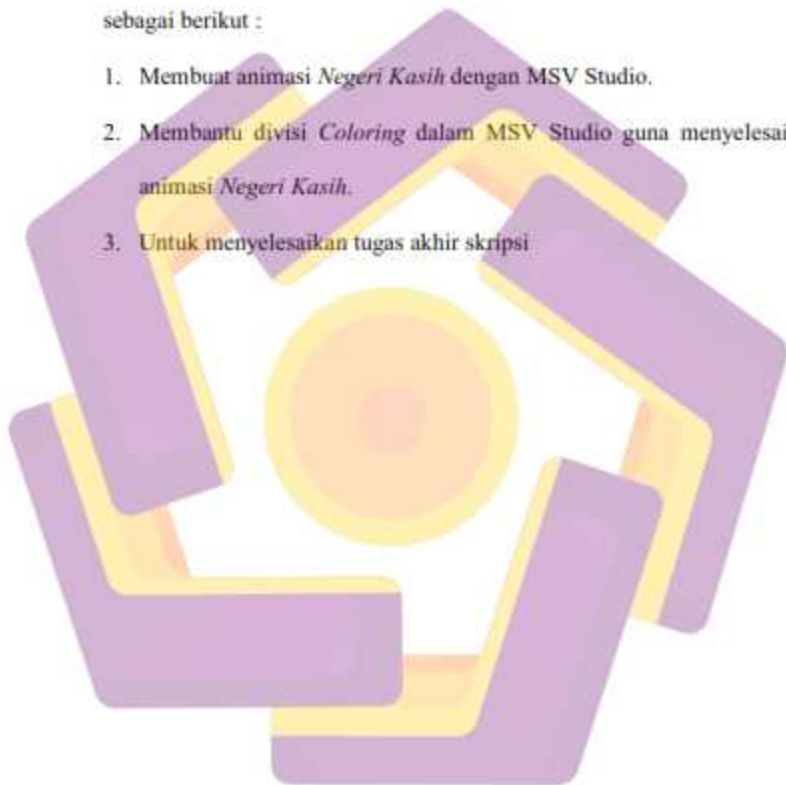 sebagai berikut :
1. Membuat animasi Negeri Kasih dengan MSV Studio.
2. Membantu divisi Coloring dalam MSV Studio guna menyelesai
animasi Negeri Kasih.
3. Untuk menyelesaikan tugas akhir skripsi